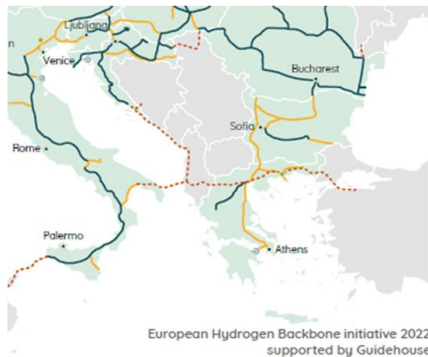 Ljubljana
n
Venice
Bucharest
Sofia
Rome
Palermo
Athens
European Hydrogen Backbone initiative 2022
supported by Guidehouse